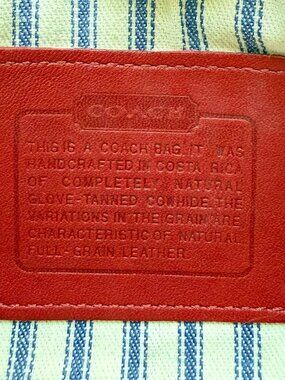 COACH
THIS IS A COACH BAG. IT WAS
HANDCRAFTED IN COSTA RICA
OF COMPLETELY NATURAL
GLOVE-TANNED COWHIDE. THE
VARIATIONS IN THE GRAIN ARE
CHARACTERISTIC OF NATURAL
FULL-GRAIN LEATHER.